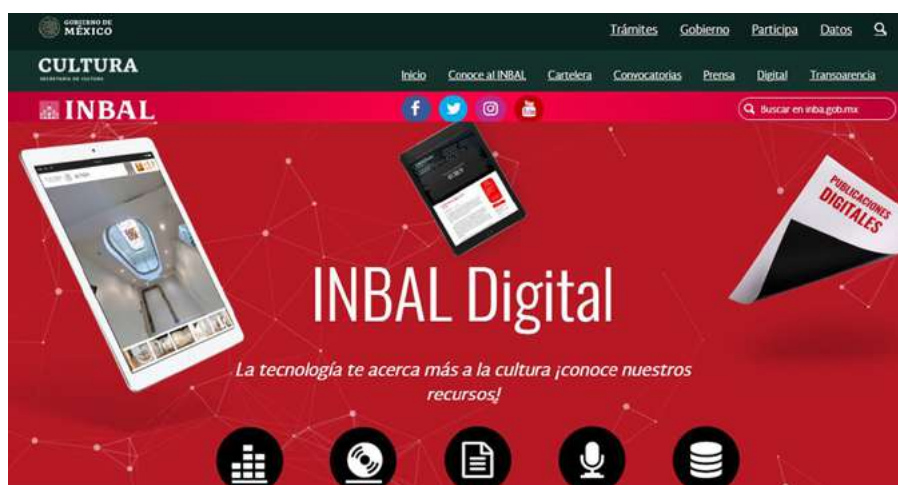 GOBIERNO DE
MÉXICO
Trámites Gobierno Participa Datos
CULTURA
SECRETARÍA DE CULTURA
Inicio Conoce al INBAL Cartelera Convocatorias Prensa Digital Transparencia
INBAL
Buscar en inba.gob.mx
PUBLICACIONES
DIGITALES
INBAL Digital
La tecnología te acerca más a la cultura ¡conoce nuestros
recursos!